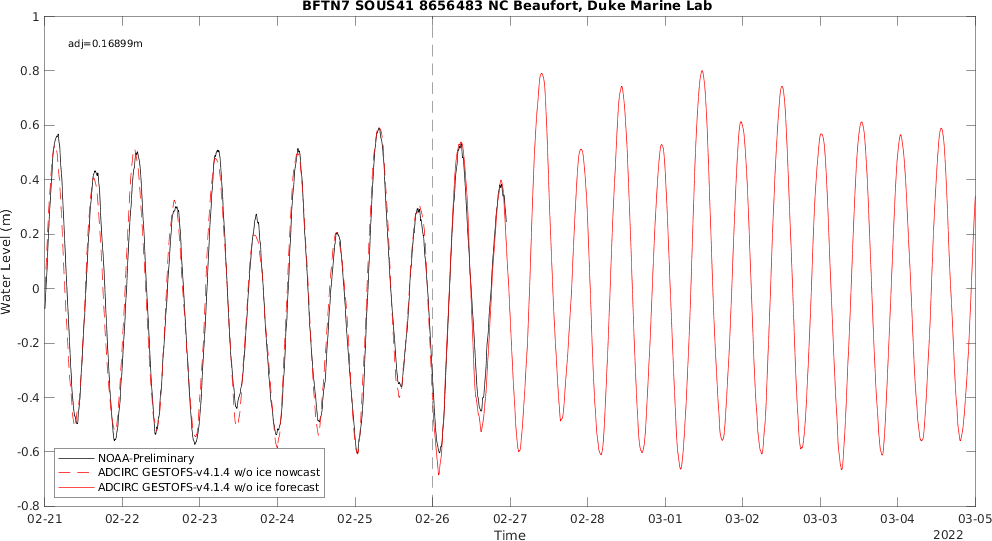 BFTN7 SOUS41 8656483 NC Beaufort, Duke Marine Lab
adj=0.16899m
1
0.8
0.6
0.4
0.2
0
-0.2
-0.4
-0.6
-0.8
Water Level (m)
NOAA-Preliminary
ADCIRC GESTOFS-v4.1.4 w/o ice nowcast
ADCIRC GESTOFS-v4.1.4 w/o ice forecast
02-21 02-22 02-23 02-24 02-25 02-26 02-27 02-28 03-01 03-02 03-03 03-04 03-05
Time
2022